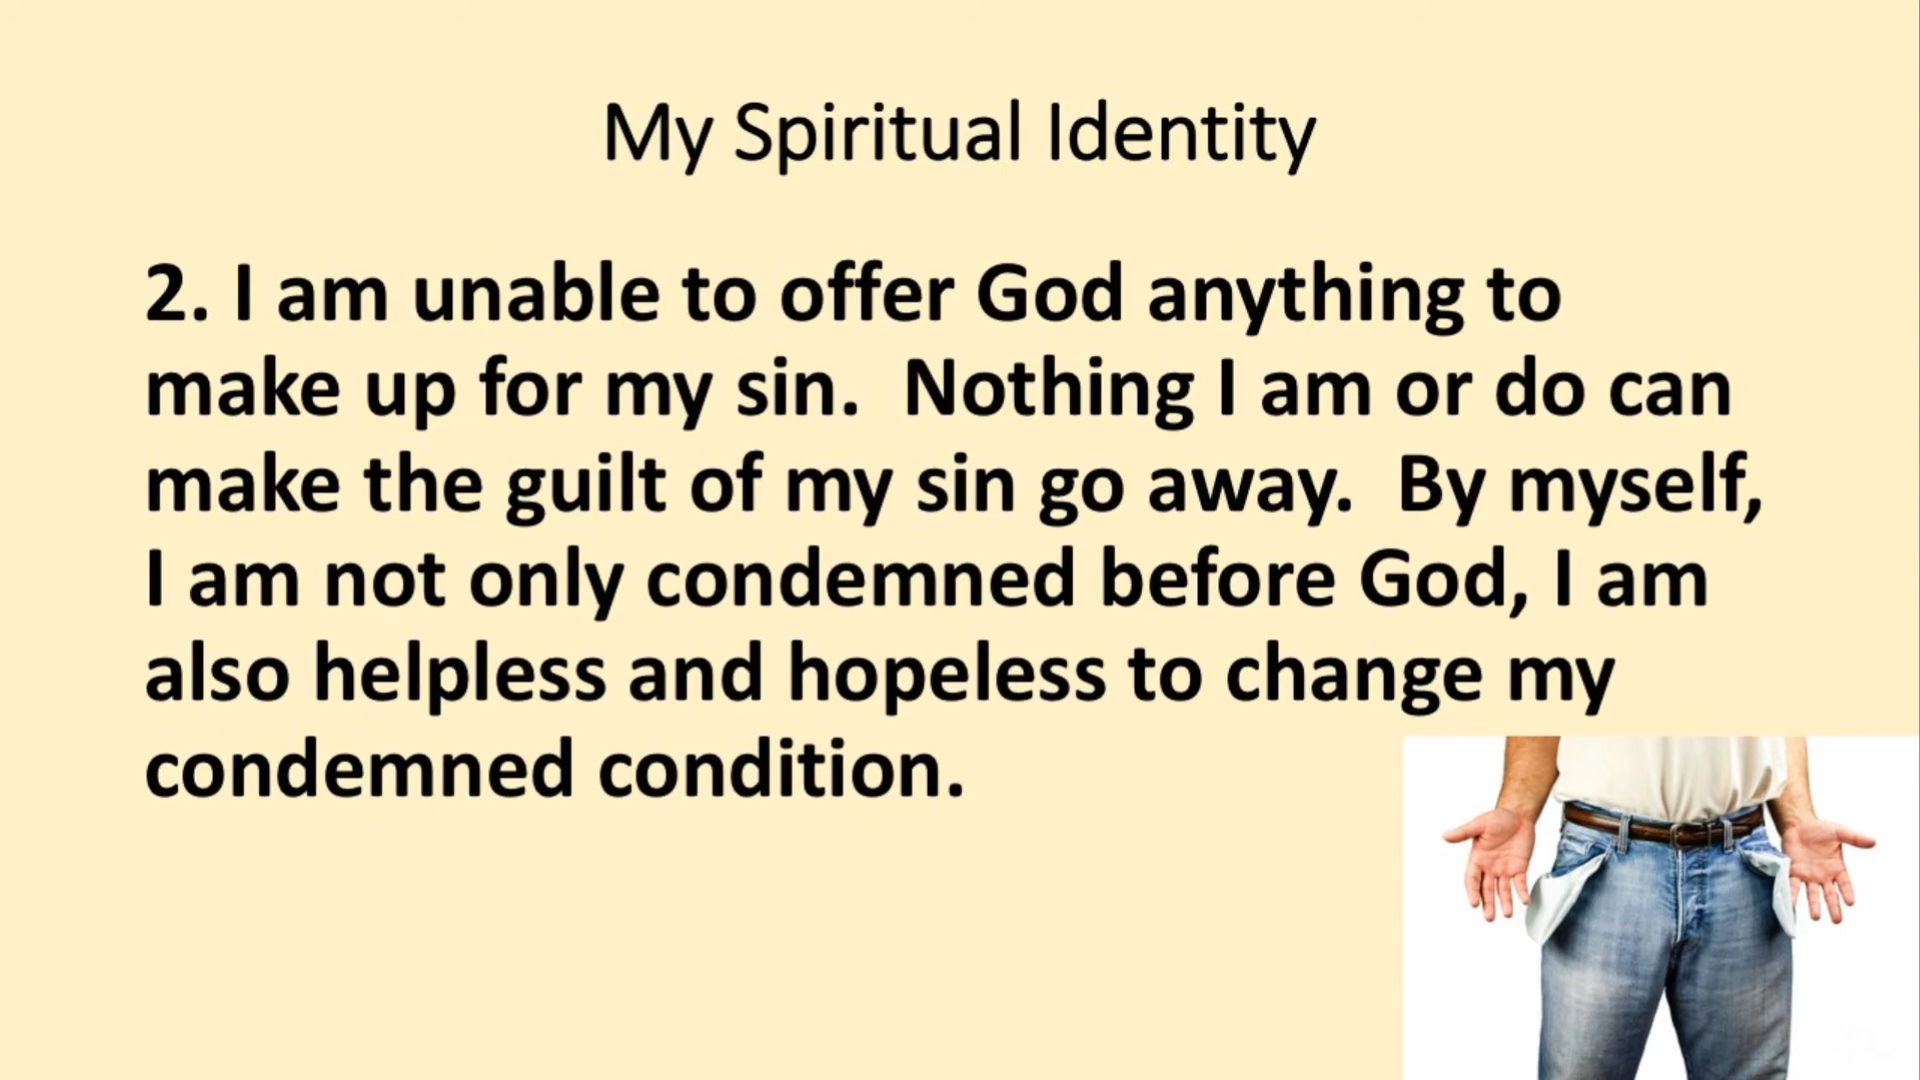 My Spiritual Identity
2. I am unable to offer God anything to
make up for my sin.  Nothing I am or do can
make the guilt of my sin go away.  By myself,
I am not only condemned before God, I am
also helpless and hopeless to change my
condemned condition.